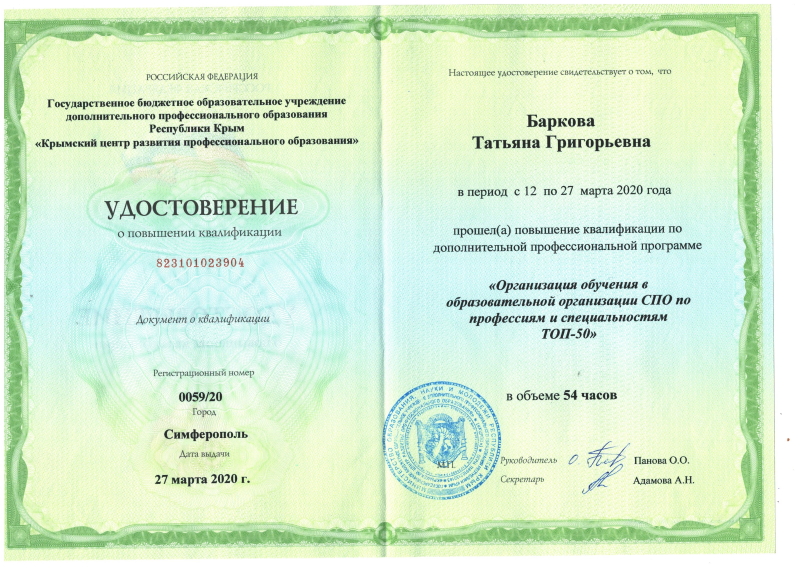 РОССИЙСКАЯ ФЕДЕРАЦИЯ
Государственное бюджетное образовательное учреждение
дополнительного профессионального образования
Республики Крым
«Крымский центр развития профессионального образования»
УДОСТОВЕРЕНИЕ
о повышении квалификации
823101023904
Документ о квалификации
Регистрационный номер
0059/20
Город
Симферополь
Дата выдачи
27 марта 2020 г.
Настоящее удостоверение свидетельствует о том, что
Баркова
Татьяна Григорьевна
в период с 12 по 27 марта 2020 года
прошел(а) повышение квалификации по
дополнительной профессиональной программе
«Организация обучения в
образовательной организации СПО по
профессиям и специальностям
ТОП-50»
в объеме 54 часов
М.П.
Руководитель Панова О.О.
Секретарь Адамова А.Н.